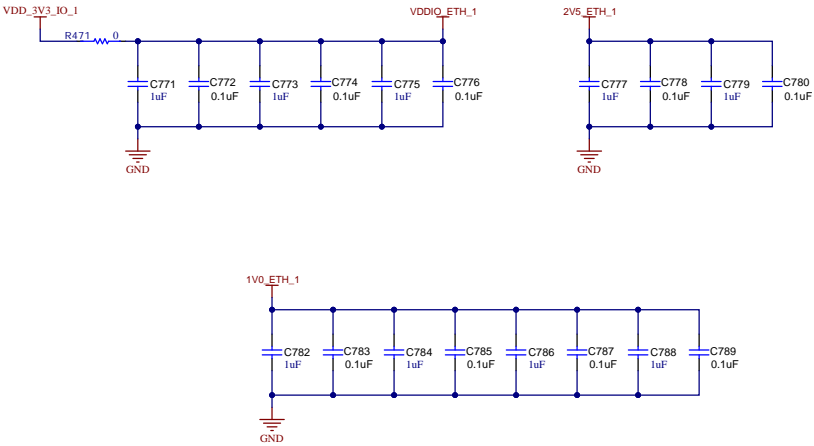 VDD_3V3_IO_1
VDDIO_ETH_1
2V5_ETH_1
R471 0
C771 C772 C773 C774 C775 C776
1uF 0.1uF 1uF 0.1uF 1uF 0.1uF
C777 C778 C779 C780
1uF 0.1uF 1uF 0.1uF
GND
GND
1V0_ETH_1
C782 C783 C784 C785 C786 C787 C788 C789
1uF 0.1uF 1uF 0.1uF 1uF 0.1uF 1uF 0.1uF
GND